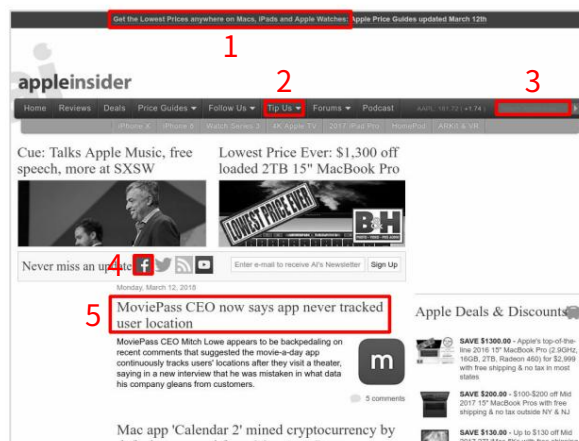 Get the Lowest Prices anywhere on Macs, iPads and Apple Watches: Apple Price Guides updated March 12th
1
2
3
appleinsider
Home Reviews Deals Price Guides Follow Us Tip Us Forums Podcast AAPL: 181.72 ( +1.74 )
iPhone X iPhone 8 Watch Series 3 4K Apple TV 2017 iPad Pro HomePod ARKit & VR
Cue: Talks Apple Music, free
speech, more at SXSW
Lowest Price Ever: $1,300 off
loaded 2TB 15" MacBook Pro
LOWEST PRICE EVER
B&H
PHOTO - VIDEO - PRO AUDIO
4
Never miss an update
Enter e-mail to receive AI's Newsletter Sign Up
Monday, March 12, 2018
5
MoviePass CEO now says app never tracked
user location
MoviePass CEO Mitch Lowe appears to be backpedaling on
recent comments that suggested the movie-a-day app
continuously tracks users' locations after they visit a theater,
saying in a new interview that he was mistaken in what data
his company gleans from customers.
m
5 comments
Mac app 'Calendar 2' mined cryptocurrency by
Apple Deals & Discounts
SAVE $1300.00 - Apple's top-of-the-
line 2016 15" MacBook Pro (2.9GHz,
16GB, 2TB, Radeon 460) for $2,999
with free shipping & no tax in most
states
SAVE $200.00 - $100-$200 off Mid
2017 15" MacBook Pros with free
shipping & no tax outside NY & NJ
SAVE $130.00 - Up to $130 off Mid